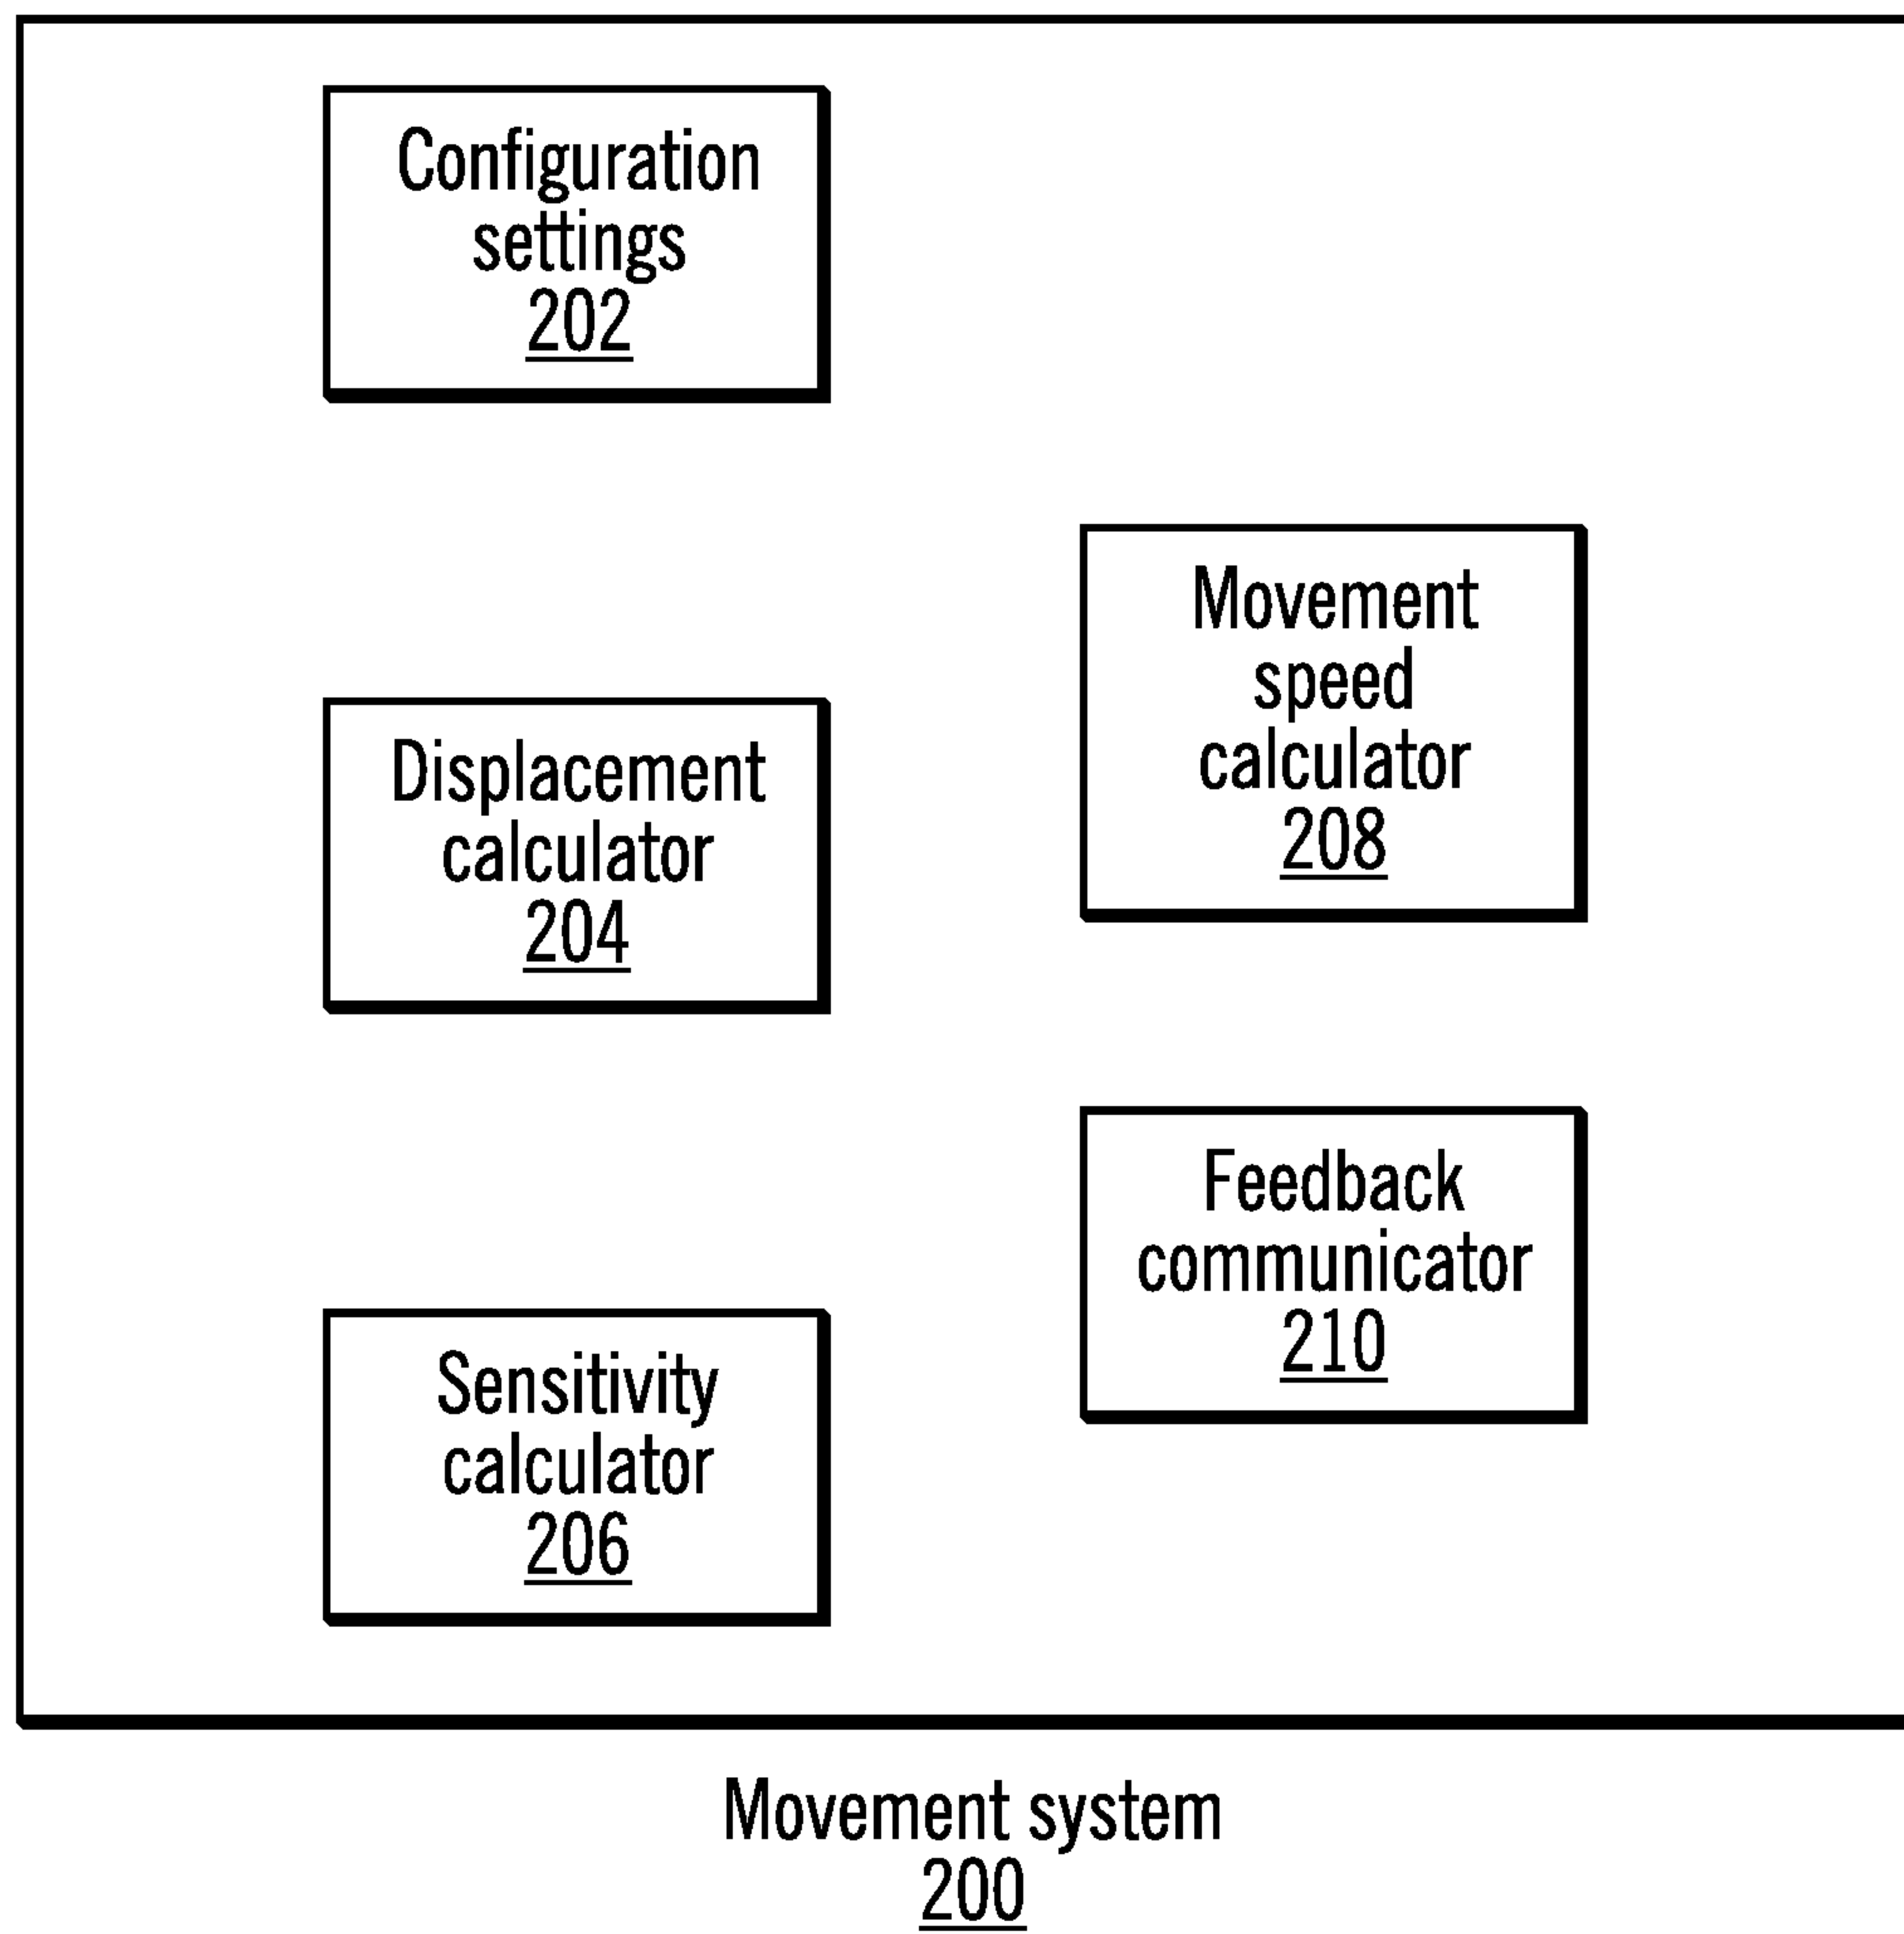 Configuration
settings
202
Displacement
calculator
204
Sensitivity
calculator
206
Movement
speed
calculator
208
Feedback
communicator
210
Movement system
200